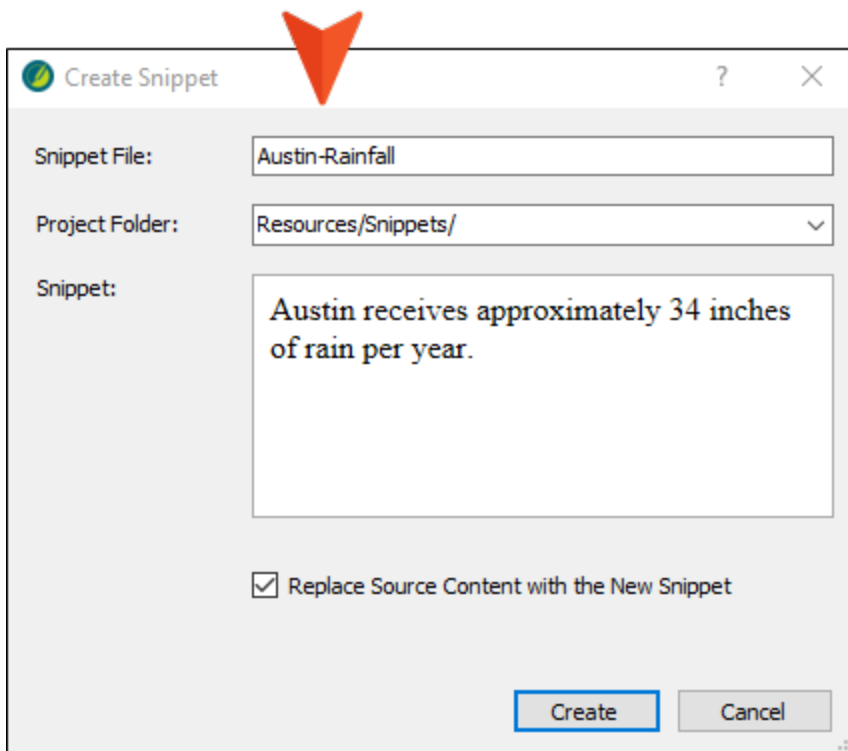 Create Snippet ?
Snippet File: Austin-Rainfall
Project Folder: Resources/Snippets/
Snippet: Austin receives approximately 34 inches
of rain per year.
Replace Source Content with the New Snippet
Create Cancel